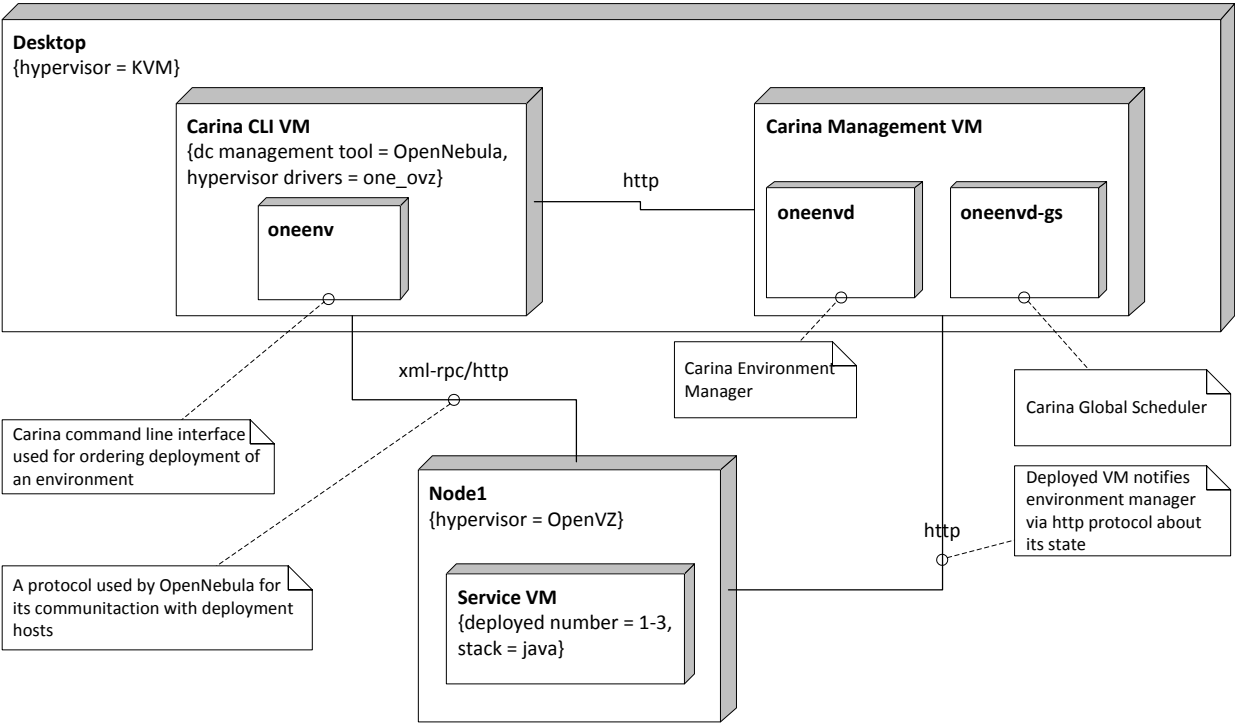 Desktop
{hypervisor = KVM}
Carina CLI VM
{dc management tool = OpenNebula,
hypervisor drivers = one_ovz}
oneenv
http
Carina Management VM
oneenvd
oneenvd-gs
xml-rpc/http
Carina Environment
Manager
Carina Global Scheduler
Carina command line interface
used for ordering deployment of
an environment
Node1
{hypervisor = OpenVZ}
http
Deployed VM notifies
environment manager
via http protocol about
its state
A protocol used by OpenNebula for
its communitaction with deployment
hosts
Service VM
{deployed number = 1-3,
stack = java}